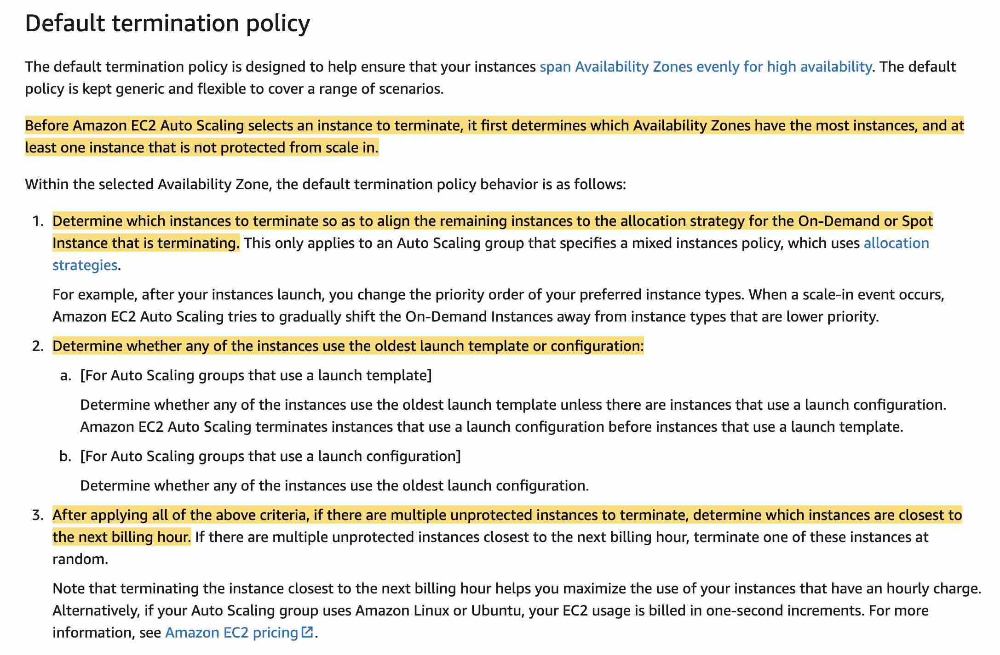 Default termination policy
The default termination policy is designed to help ensure that your instances span Availability Zones evenly for high availability. The default
policy is kept generic and flexible to cover a range of scenarios.
Before Amazon EC2 Auto Scaling selects an instance to terminate, it first determines which Availability Zones have the most instances, and at
least one instance that is not protected from scale in.
Within the selected Availability Zone, the default termination policy behavior is as follows:
1. Determine which instances to terminate so as to align the remaining instances to the allocation strategy for the On-Demand or Spot
Instance that is terminating. This only applies to an Auto Scaling group that specifies a mixed instances policy, which uses allocation
strategies.
For example, after your instances launch, you change the priority order of your preferred instance types. When a scale-in event occurs,
Amazon EC2 Auto Scaling tries to gradually shift the On-Demand Instances away from instance types that are lower priority.
2. Determine whether any of the instances use the oldest launch template or configuration:
a. [For Auto Scaling groups that use a launch template]
Determine whether any of the instances use the oldest launch template unless there are instances that use a launch configuration.
Amazon EC2 Auto Scaling terminates instances that use a launch configuration before instances that use a launch template.
b. [For Auto Scaling groups that use a launch configuration]
Determine whether any of the instances use the oldest launch configuration.
3. After applying all of the above criteria, if there are multiple unprotected instances to terminate, determine which instances are closest to
the next billing hour. If there are multiple unprotected instances closest to the next billing hour, terminate one of these instances at
random.
Note that terminating the instance closest to the next billing hour helps you maximize the use of your instances that have an hourly charge.
Alternatively, if your Auto Scaling group uses Amazon Linux or Ubuntu, your EC2 usage is billed in one-second increments. For more
information, see Amazon EC2 pricing.